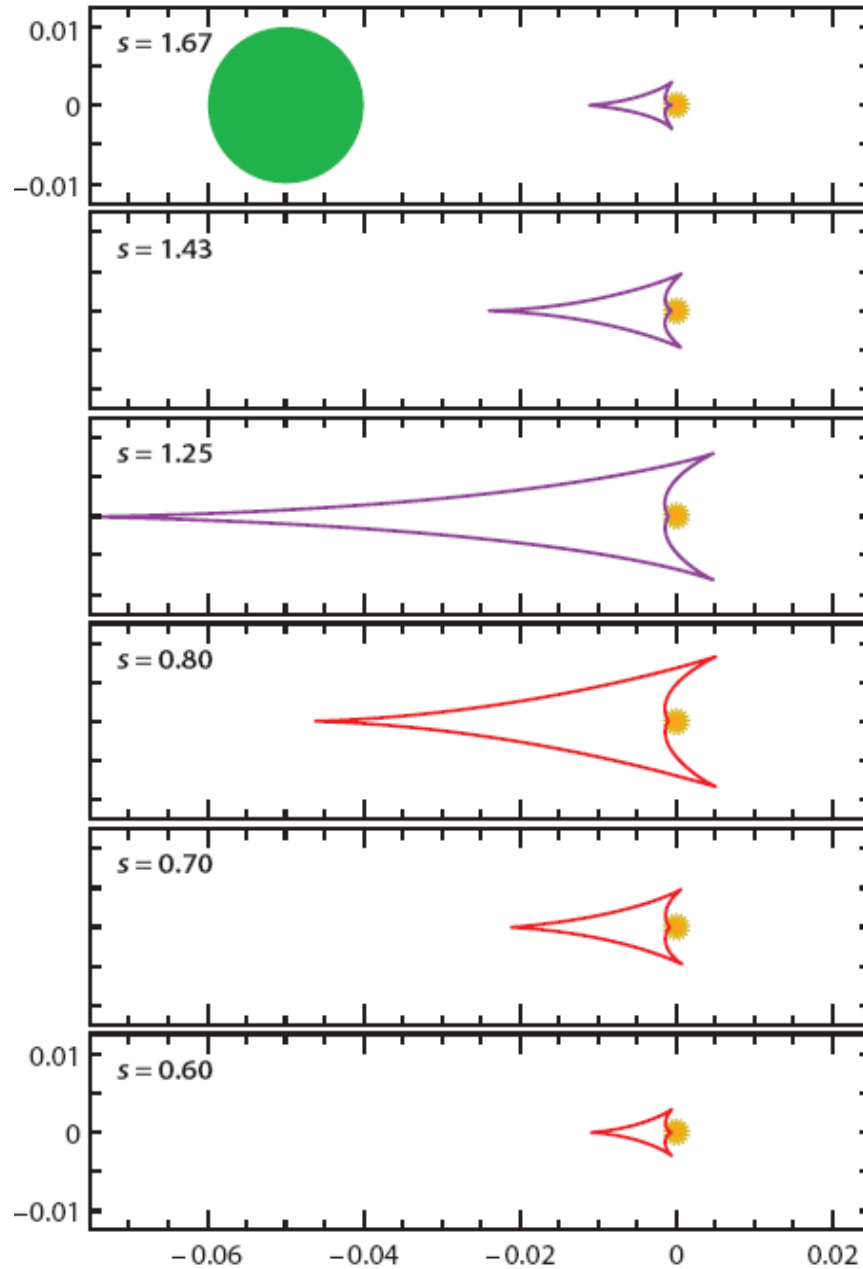 0.01
s = 1.67
0
−0.01
s = 1.43
s = 1.25
s = 0.80
s = 0.70
0.01
s = 0.60
0
−0.01
−0.06 −0.04 −0.02 0 0.02